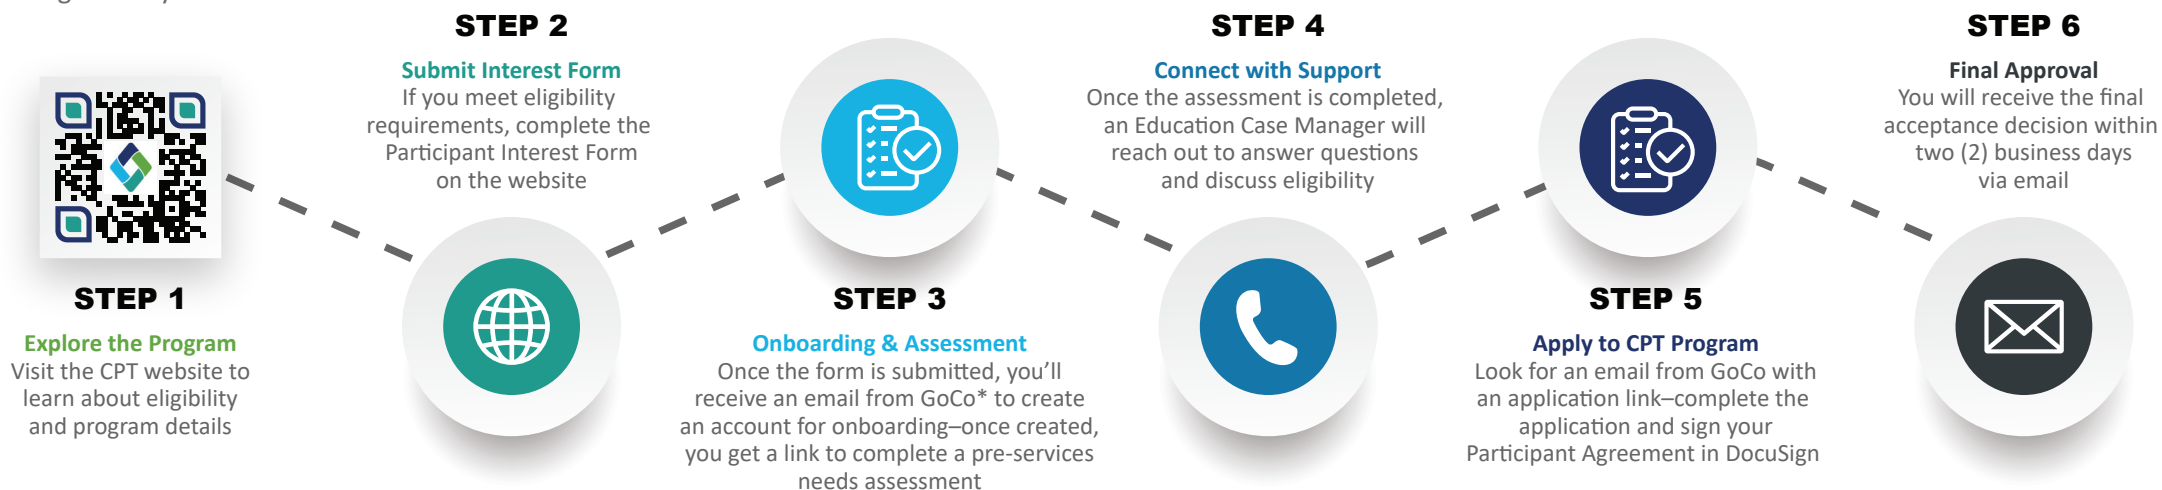 STEP 1
Explore the Program
Visit the CPT website to
learn about eligibility
and program details
STEP 2
Submit Interest Form
If you meet eligibility
requirements, complete the
Participant Interest Form
on the website
STEP 3
Onboarding & Assessment
Once the form is submitted, you’ll
receive an email from GoCo* to create
an account for onboarding–once created,
you get a link to complete a pre-services
needs assessment
STEP 4
Connect with Support
Once the assessment is completed,
an Education Case Manager will
reach out to answer questions
and discuss eligibility
STEP 5
Apply to CPT Program
Look for an email from GoCo with
an application link–complete the
application and sign your
Participant Agreement in DocuSign
STEP 6
Final Approval
You will receive the final
acceptance decision within
two (2) business days
via email